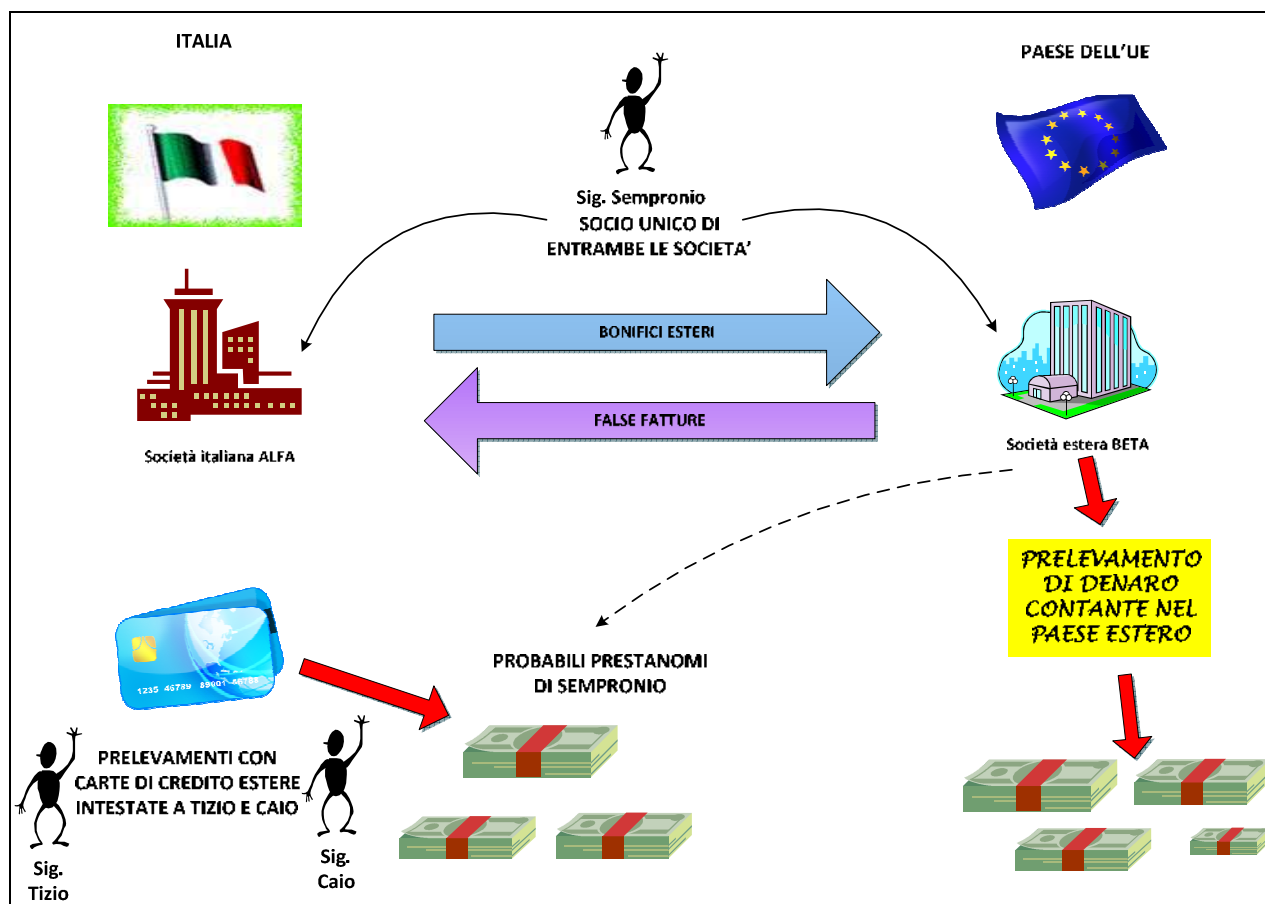 ITALIA
PAESE DELL'UE
Sig. Sempronio
SOCIO UNICO DI
ENTRAMBE LE SOCIETA'
BONIFICI ESTERI
FALSE FATTURE
Società italiana ALFA
Società estera BETA
PRELEVAMENTO
DI DENARO
CONTANTE NEL
PAESE ESTERO
PROBABILI PRESTANOMI
DI SEMPRONIO
1235 46789
PRELEVAMENTI CON
CARTE DI CREDITO ESTERE
INTESTATE A TIZIO E CAIO
Sig.
Tizio
Sig.
Caio